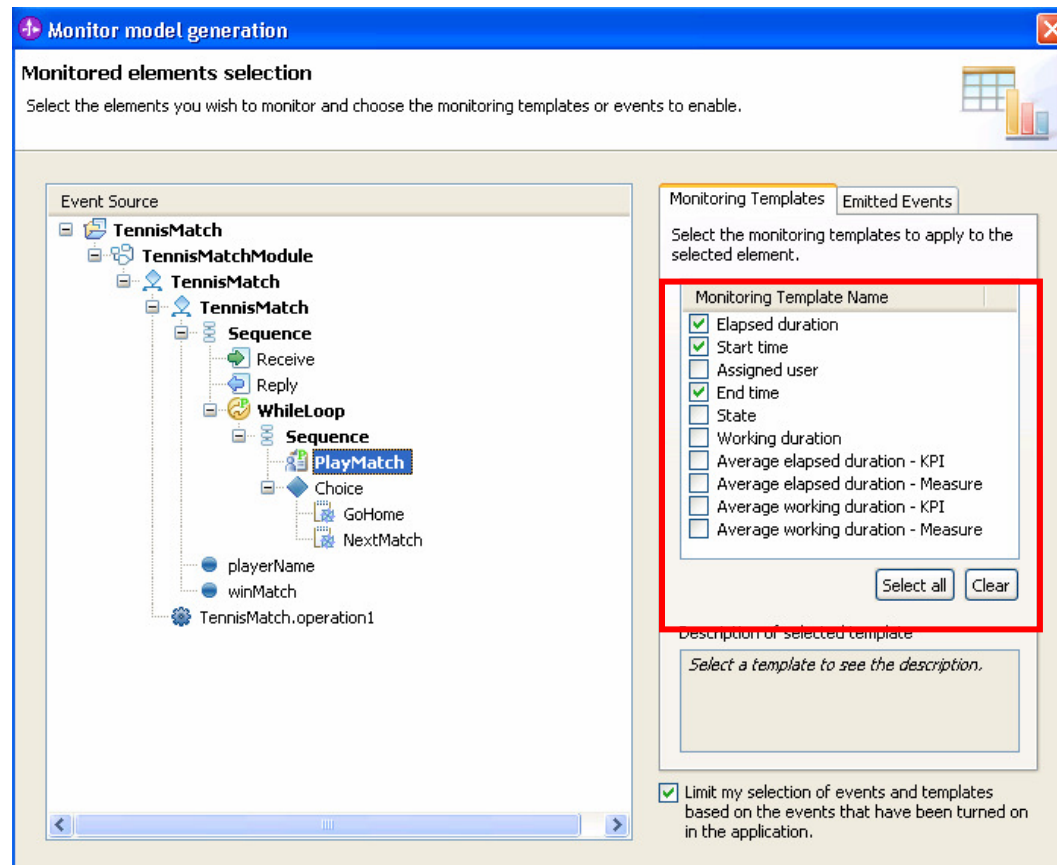 Monitor model generation
Monitored elements selection
Select the elements you wish to monitor and choose the monitoring templates or events to enable.
Event Source
TennisMatch
TennisMatchModule
TennisMatch
TennisMatch
Sequence
Receive
Reply
WhileLoop
Sequence
PlayMatch
Choice
GoHome
NextMatch
playerName
winMatch
TennisMatch.operation1
Monitoring Templates
Emitted Events
Select the monitoring templates to apply to the
selected element.
Monitoring Template Name
Elapsed duration
Start time
Assigned user
End time
State
Working duration
Average elapsed duration - KPI
Average elapsed duration - Measure
Average working duration - KPI
Average working duration - Measure
Select all
Clear
Description of selected template
Select a template to see the description.
Limit my selection of events and templates
based on the events that have been turned on
in the application.